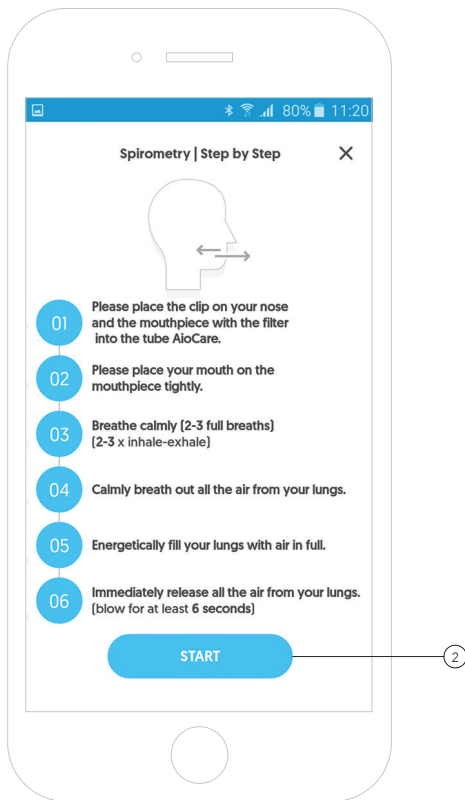 80% 11:20
Spirometry | Step by Step
01
Please place the clip on your nose
and the mouthpiece with the filter
into the tube AioCare.
02
Please place your mouth on the
mouthpiece tightly.
03
Breathe calmly (2-3 full breaths)
(2-3 x inhale-exhale)
04
Calmly breath out all the air from your lungs.
05
Energetically fill your lungs with air in full.
06
Immediately release all the air from your lungs.
(blow for at least 6 seconds)
START
2